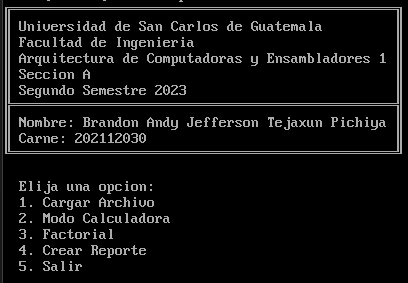 Universidad de San Carlos de Guatemala
Facultad de Ingenieria
Arquitectura de Computadoras y Ensambladores 1
Seccion A
Segundo Semestre 2023
Nombre: Brandon Andy Jefferson Tejaxun Pichiya
Carne: 202112030
Elija una opcion:
1. Cargar Archivo
2. Modo Calculadora
3. Factorial
4. Crear Reporte
5. Salir